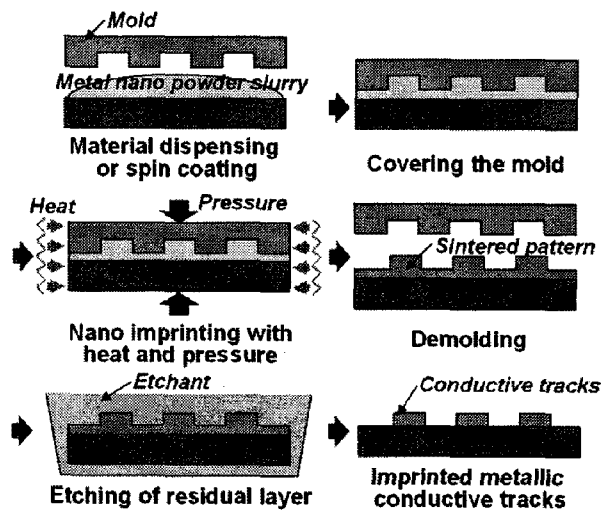 Mold
Metal nano powder slurry
Material dispensing
or spin coating
Covering the mold
Heat
Pressure
Nano imprinting with
heat and pressure
Sintered pattern
Demolding
Etchant
Etching of residual layer
Conductive tracks
Imprinted metallic
conductive tracks